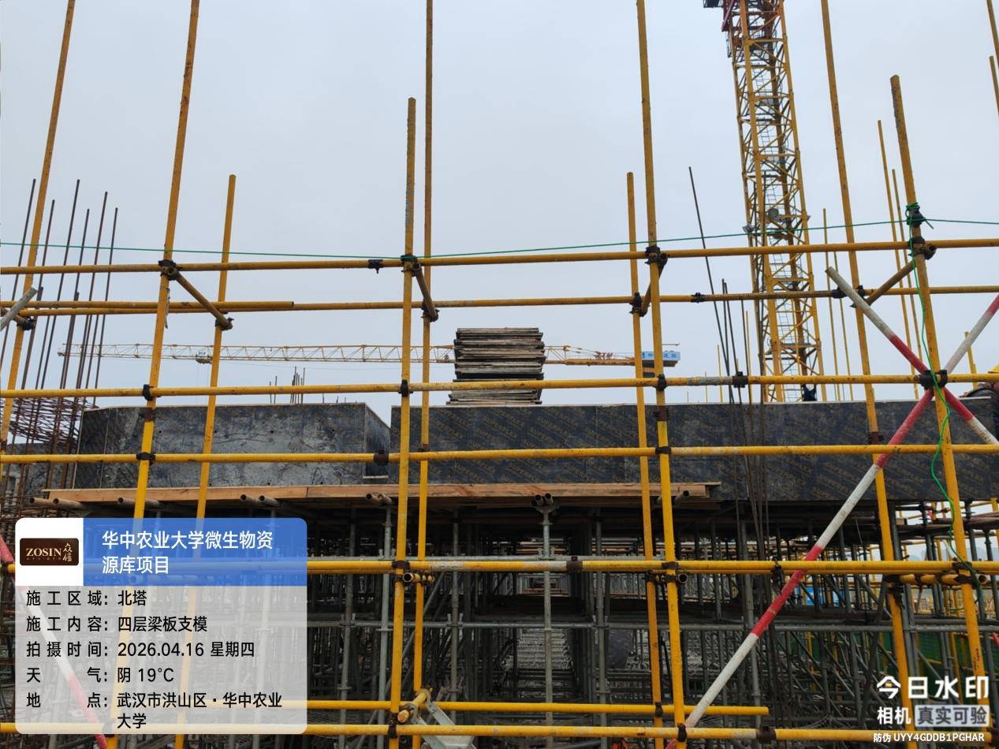 ZOSIN 众信
华中农业大学微生物资
源库项目
施工区域：北塔
施工内容：四层梁板支模
拍摄时间：2026.04.16 星期四
天气：阴 19℃
地点：武汉市洪山区·华中农业
大学
今日水印
相机 真实可验
防伪 UYY4GDDB1PGHAR